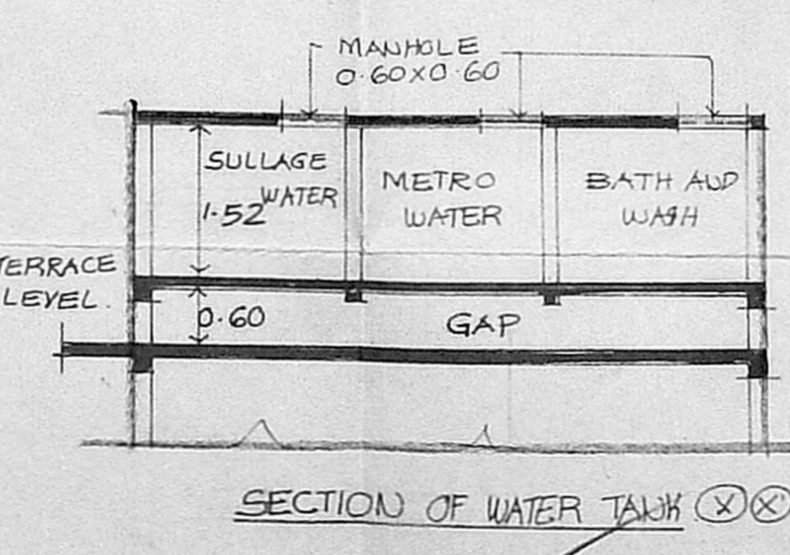 MANHOLE
0.60X0.60
SULLAGE
WATER
1.52
METRO
WATER
BATH AND
WASH
TERRACE
LEVEL.
0.60
GAP
SECTION OF WATER TANK X X'